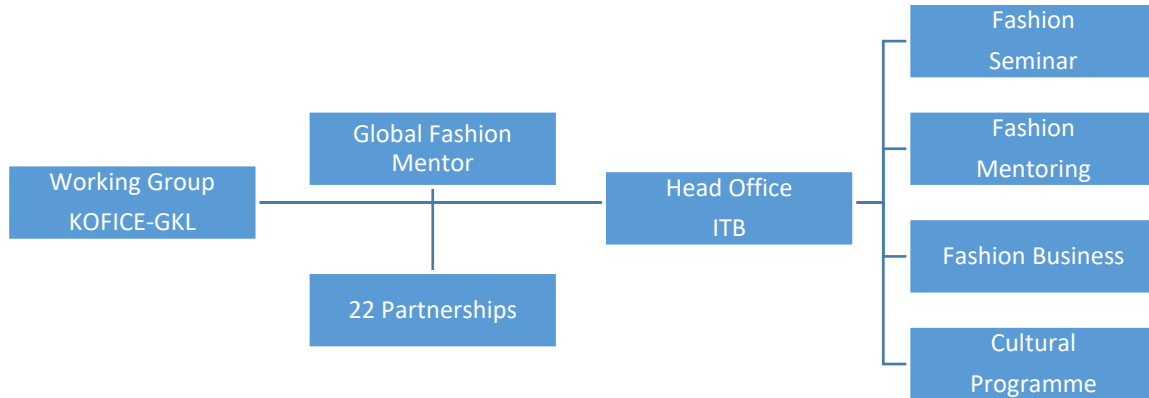 Working Group
KOFICE-GKL
Global Fashion
Mentor
22 Partnerships
Head Office
ITB
Fashion
Seminar
Fashion
Mentoring
Fashion Business
Cultural
Programme